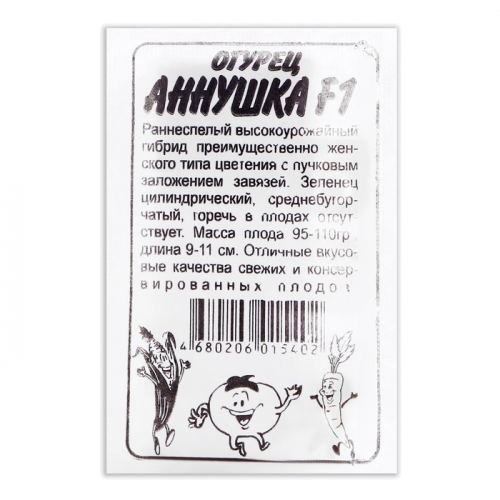 ОГУРЕЦ
АННУШКА F1
Раннеспелый высокоурожайный
гибрид преимущественно жен-
ского типа цветения с пучковым
заложением завязей. Зеленец
цилиндрический, среднебугор-
чатый, горечь в плодах отсут-
ствует. Масса плода 95-110гр,
длина 9-11 см. Отличные вкусо-
вые качества свежих и консер-
вированных плодов.
4 680206 015402